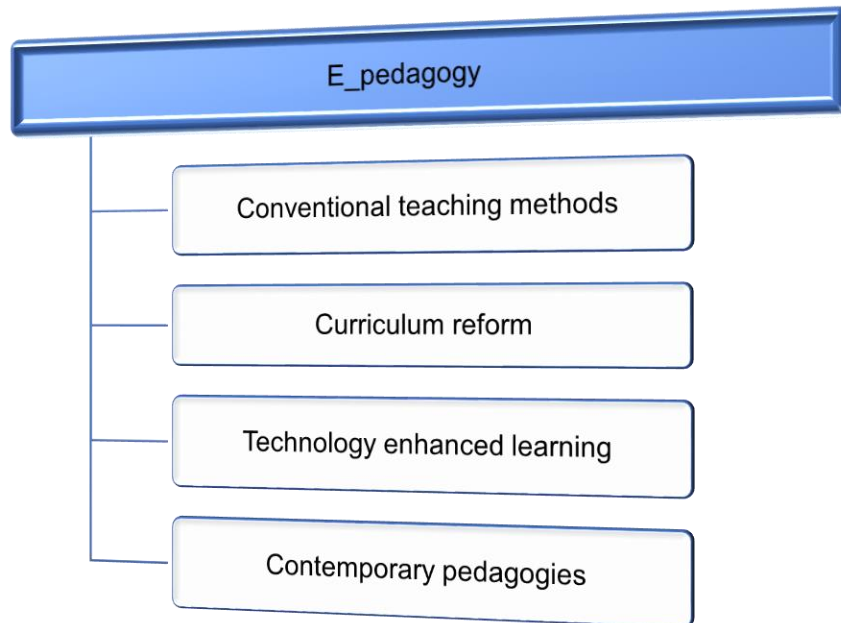 E_pedagogy
Conventional teaching methods
Curriculum reform
Technology enhanced learning
Contemporary pedagogies